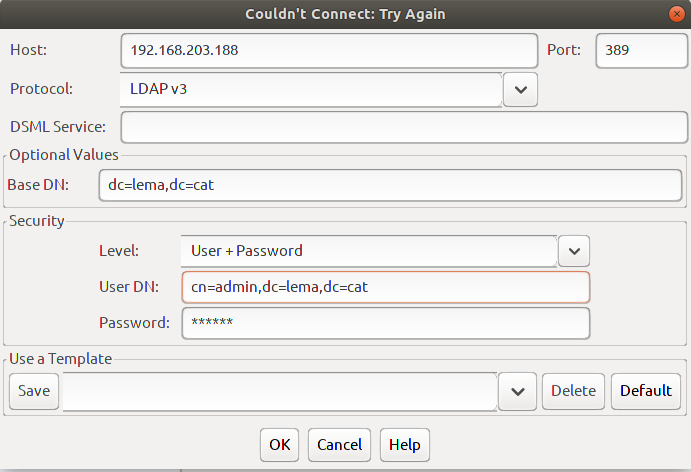 Couldn't Connect: Try Again
Host: 192.168.203.188 Port: 389
Protocol: LDAP v3
DSML Service:
Optional Values
Base DN: dc=lema,dc=cat
Security
Level: User + Password
User DN: cn=admin,dc=lema,dc=cat
Password: ******
Use a Template
Save Delete Default
OK Cancel Help